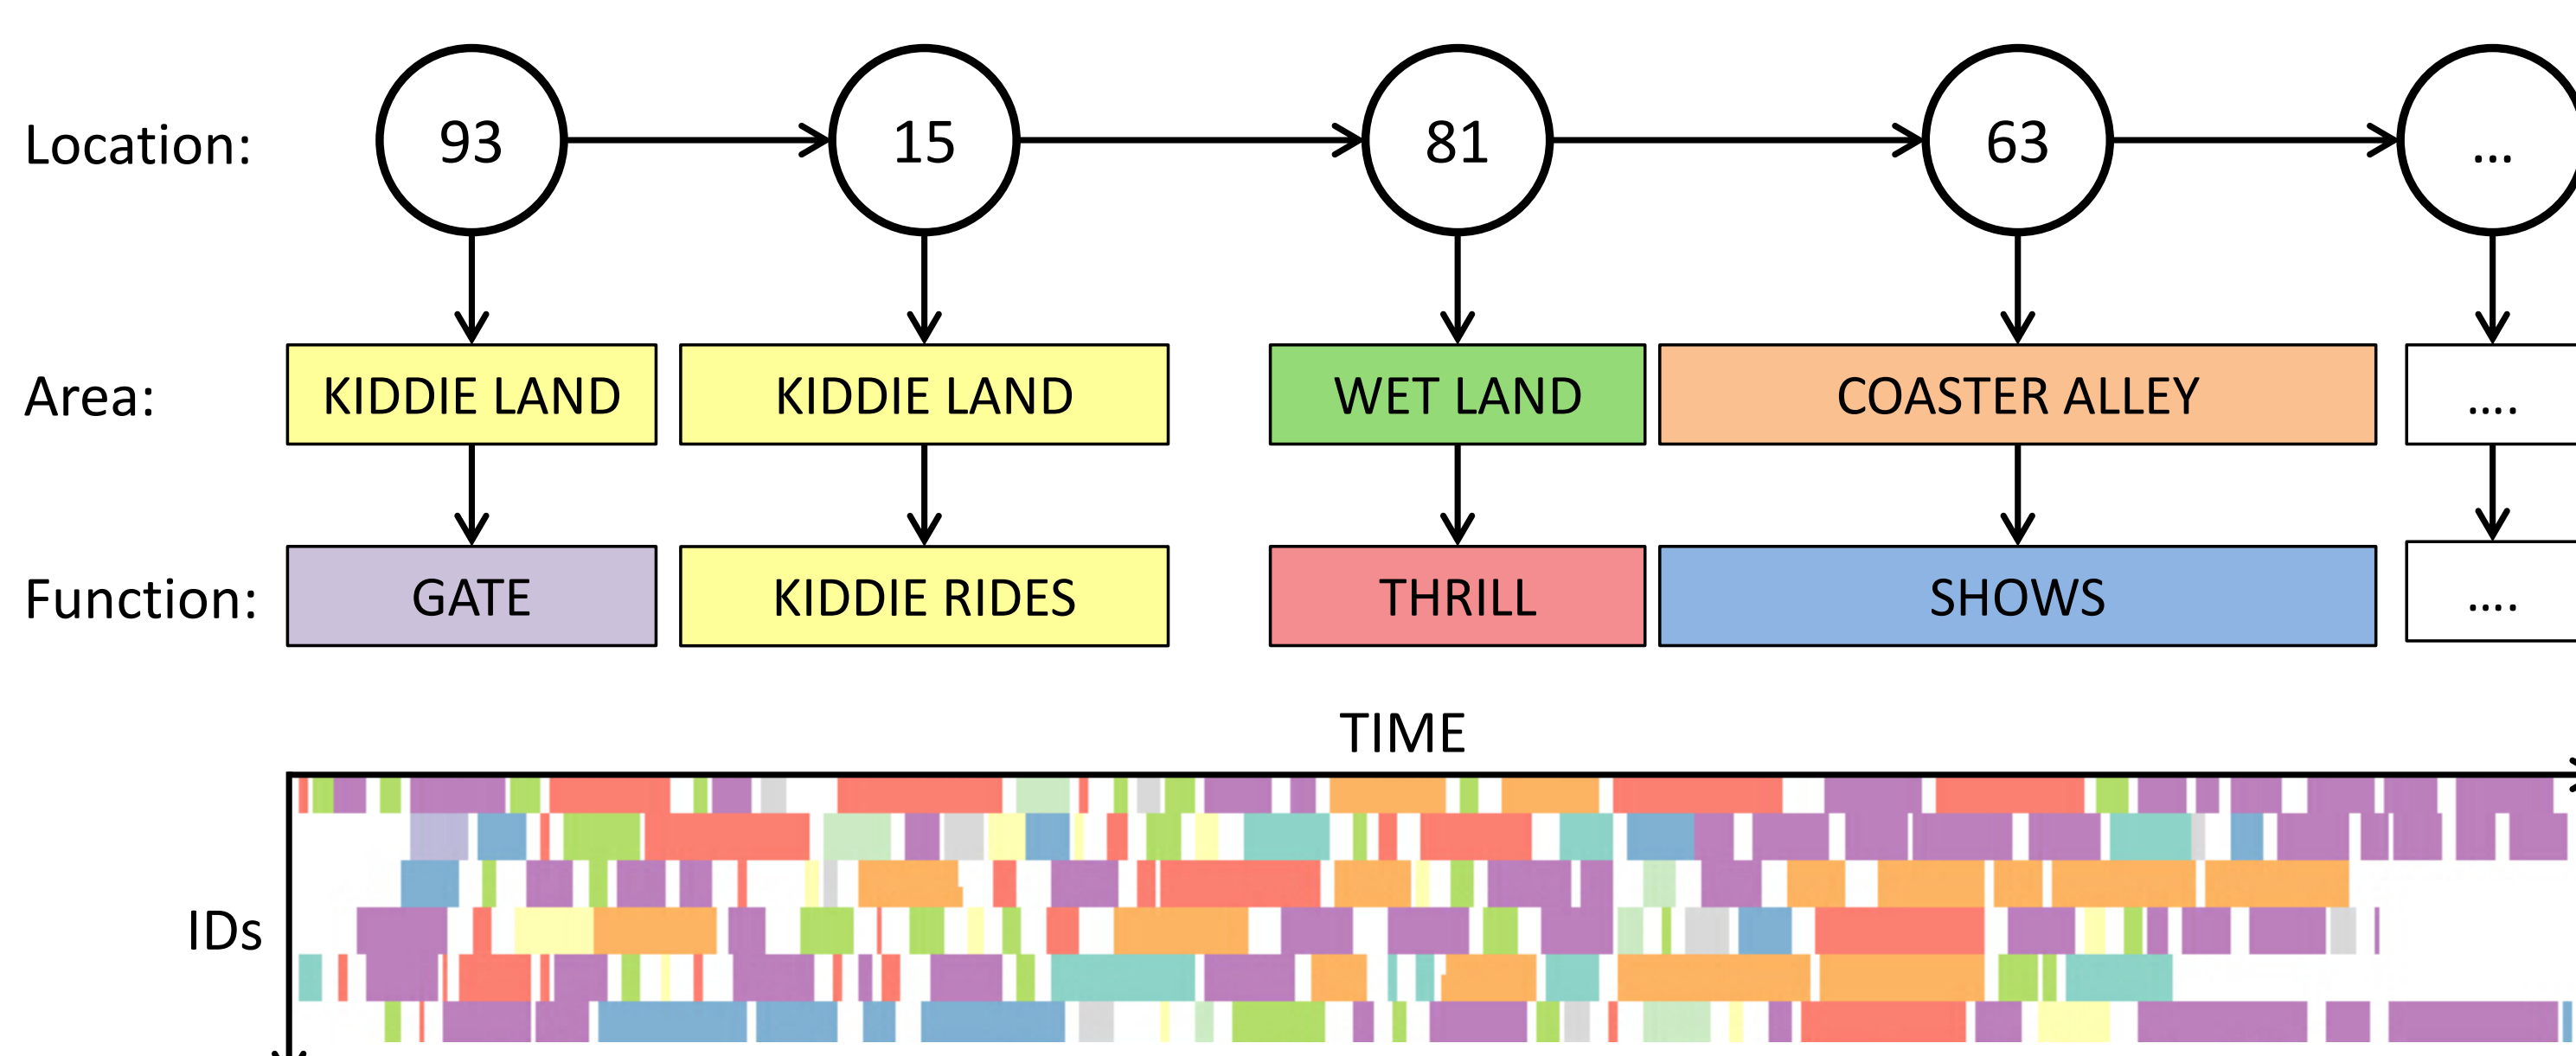 Location: 93 15 81 63 ...
Area: KIDDIE LAND KIDDIE LAND WET LAND COASTER ALLEY ....
Function: GATE KIDDIE RIDES THRILL SHOWS ....
TIME
IDs